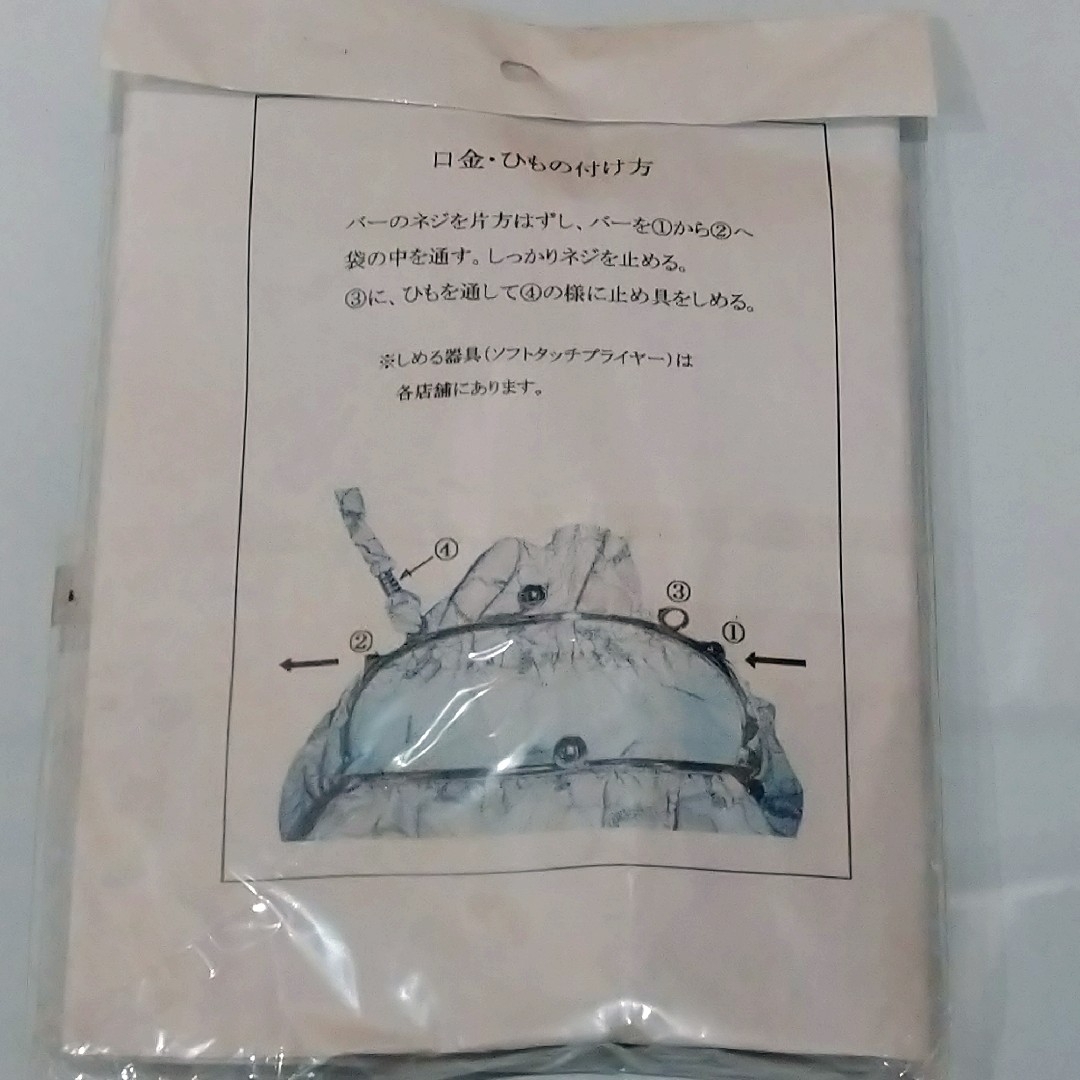 口金・ひもの付け方
バーのネジを片方はずし、バーを①から②へ
袋の中を通す。しっかりネジを止める。
③に、ひもを通して④の様に止め具をしめる。
※しめる器具(ソフトタッチプライヤー)は
各店舗にあります。
④
③
②
①